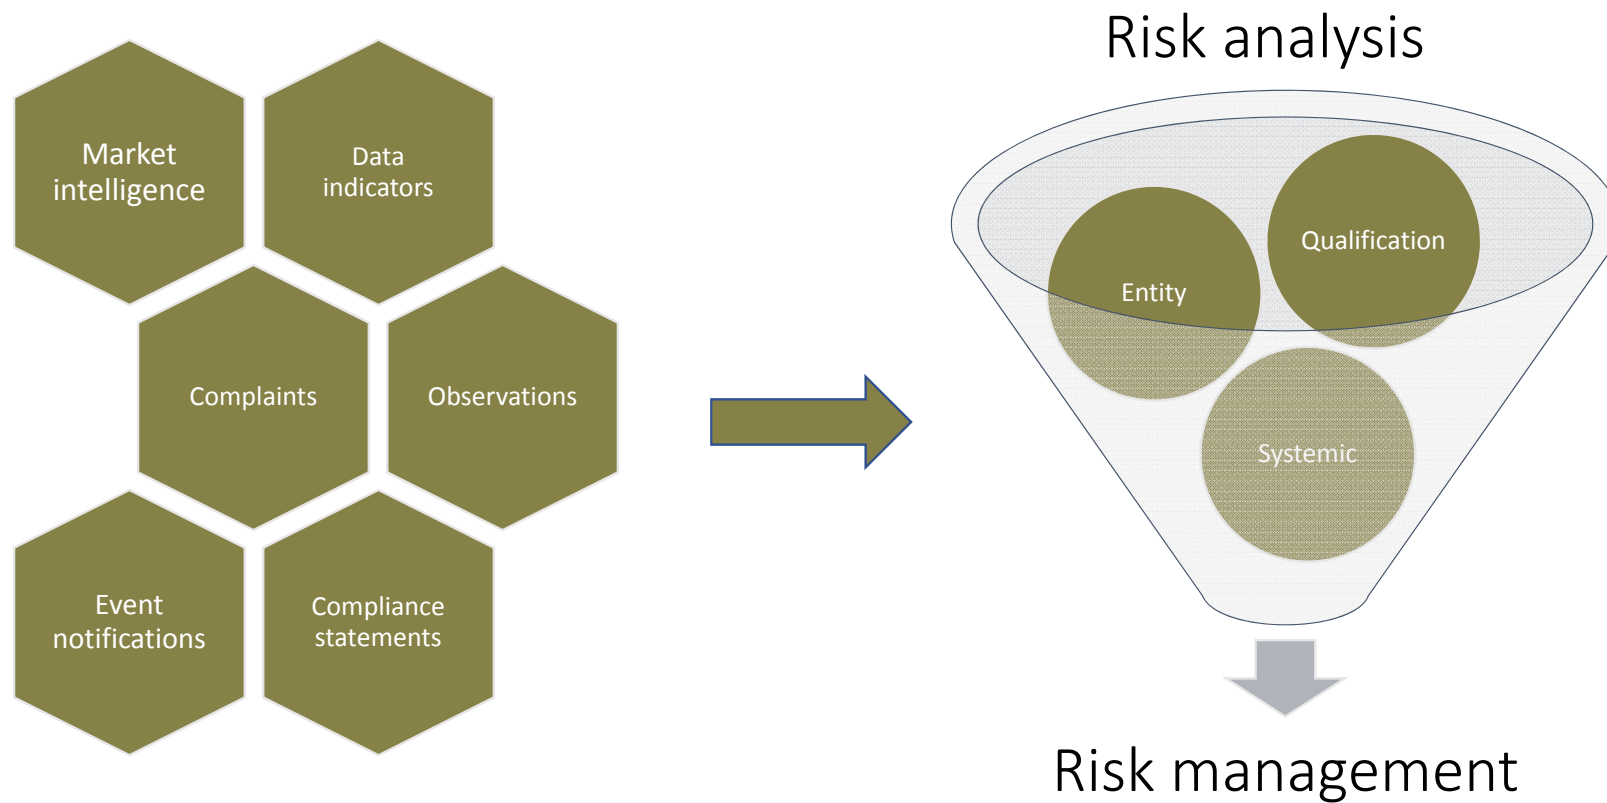 Market
intelligence
Data
indicators
Complaints
Observations
Event
notifications
Compliance
statements
Risk analysis
Entity
Qualification
Systemic
Risk management